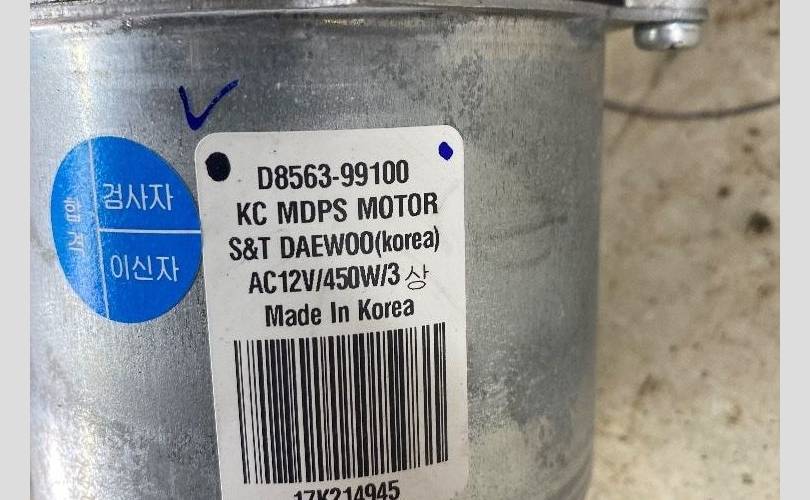 합격
검사자
이신자
D8563-99100
KC MDPS MOTOR
S&T DAEWOO(korea)
AC12V/450W/3 상
Made In Korea
17K214945